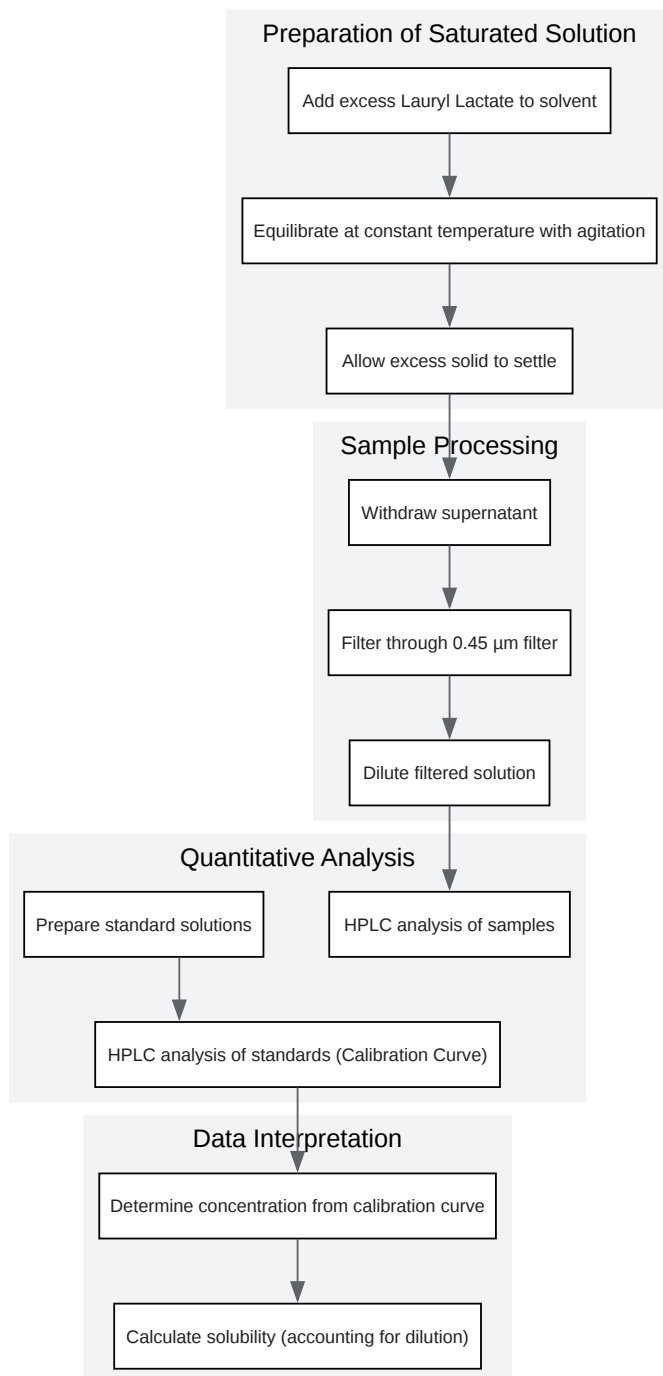 Preparation of Saturated Solution
Add excess Lauryl Lactate to solvent
Equilibrate at constant temperature with agitation
Allow excess solid to settle
Sample Processing
Withdraw supernatant
Filter through 0.45 µm filter
Dilute filtered solution
Quantitative Analysis
Prepare standard solutions
HPLC analysis of samples
HPLC analysis of standards (Calibration Curve)
Data Interpretation
Determine concentration from calibration curve
Calculate solubility (accounting for dilution)